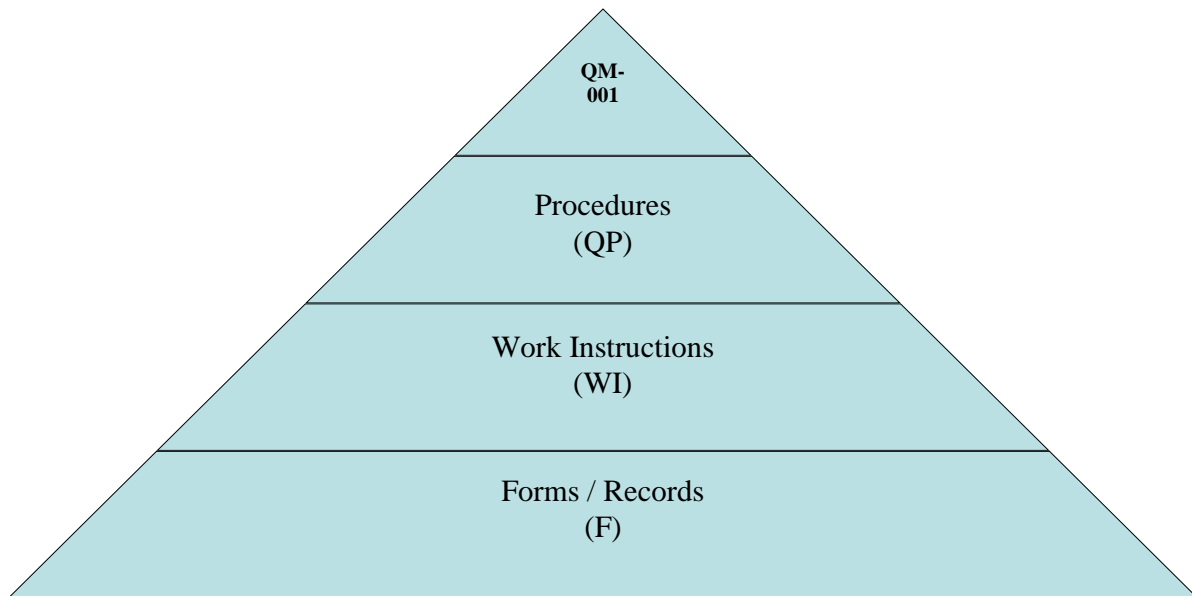 QM-
001
Procedures
(QP)
Work Instructions
(WI)
Forms / Records
(F)